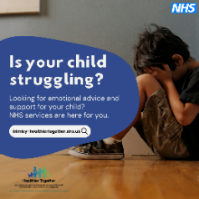 NHS
Is your child
struggling?
Looking for emotional advice and
support for your child?
NHS services are here for you.
Healthier Together